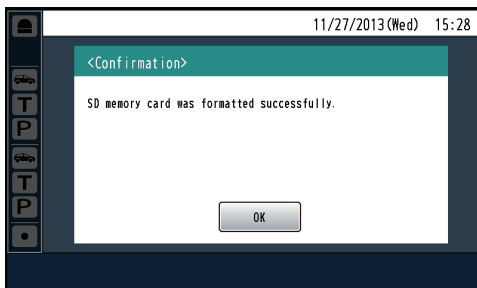 11/27/2013(Wed) 15:28
<Confirmation>
SD memory card was formatted successfully.
T
P
T
P
OK